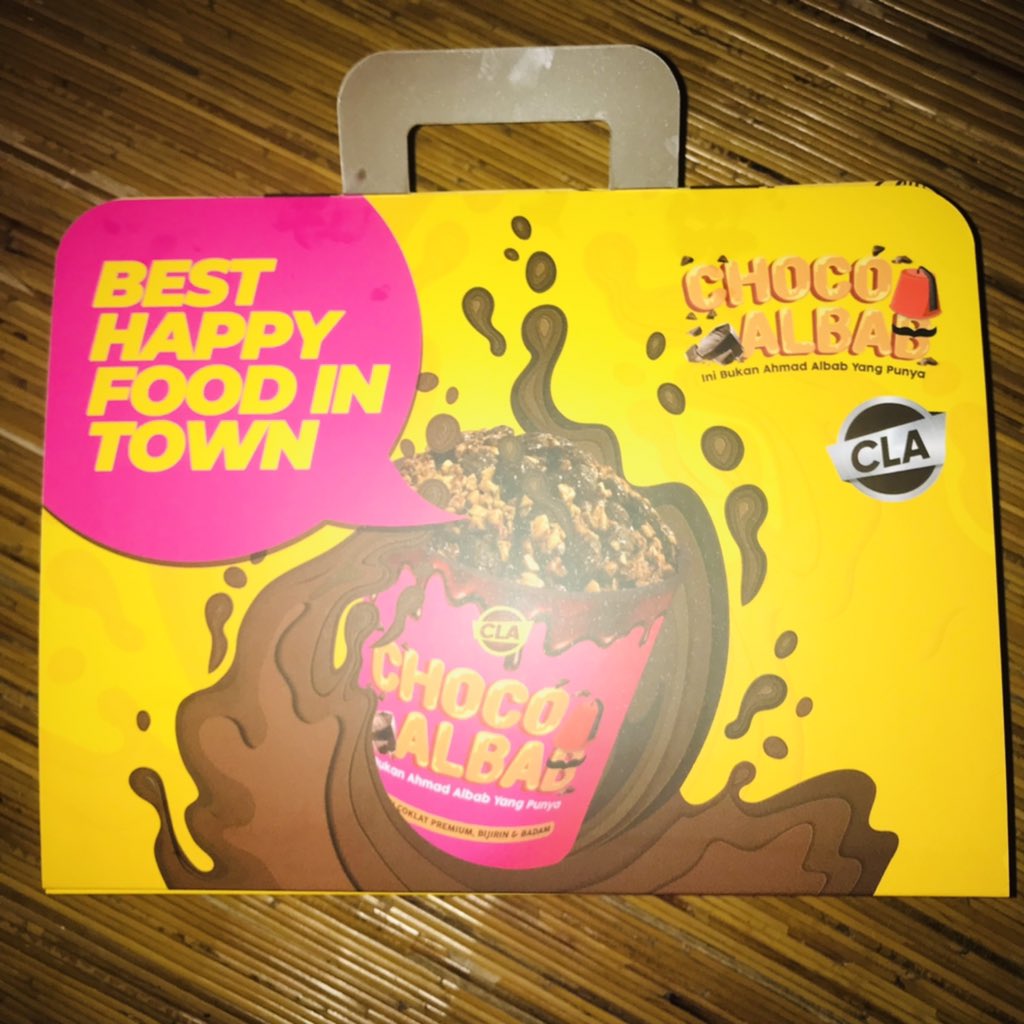 BEST
HAPPY
FOOD IN
TOWN
CHOCO
ALBAB
Ini Bukan Ahmad Albab Yang Punya
CLA
CLA
CHOCO
ALBAB
Bukan Ahmad Albab Yang Punya
COKLAT PREMIUM, BIJIRIN & BADAM